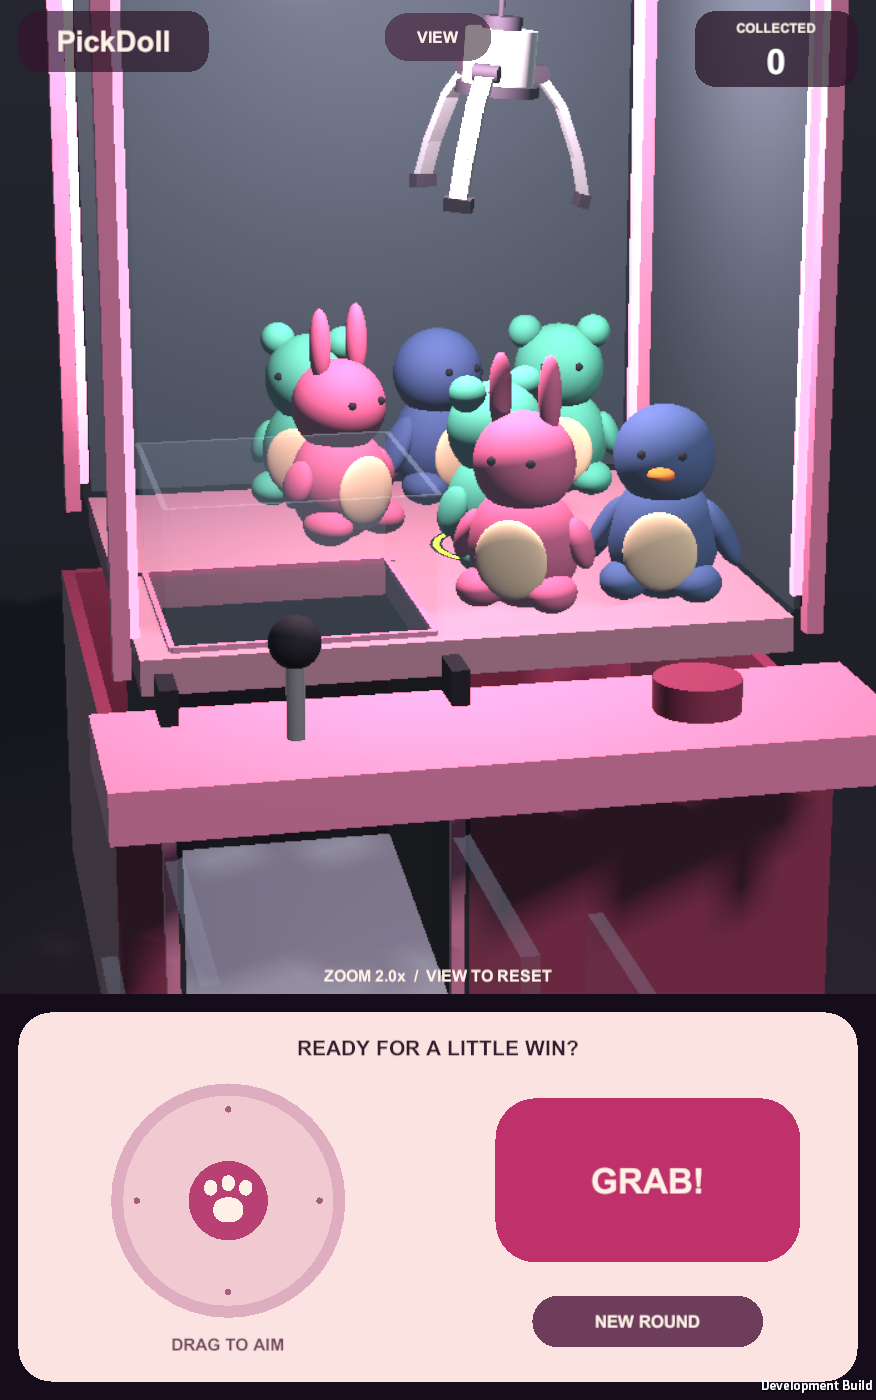 PickDoll
VIEW
COLLECTED
0
ZOOM 2.0x / VIEW TO RESET
READY FOR A LITTLE WIN?
GRAB!
DRAG TO AIM
NEW ROUND
Development Build